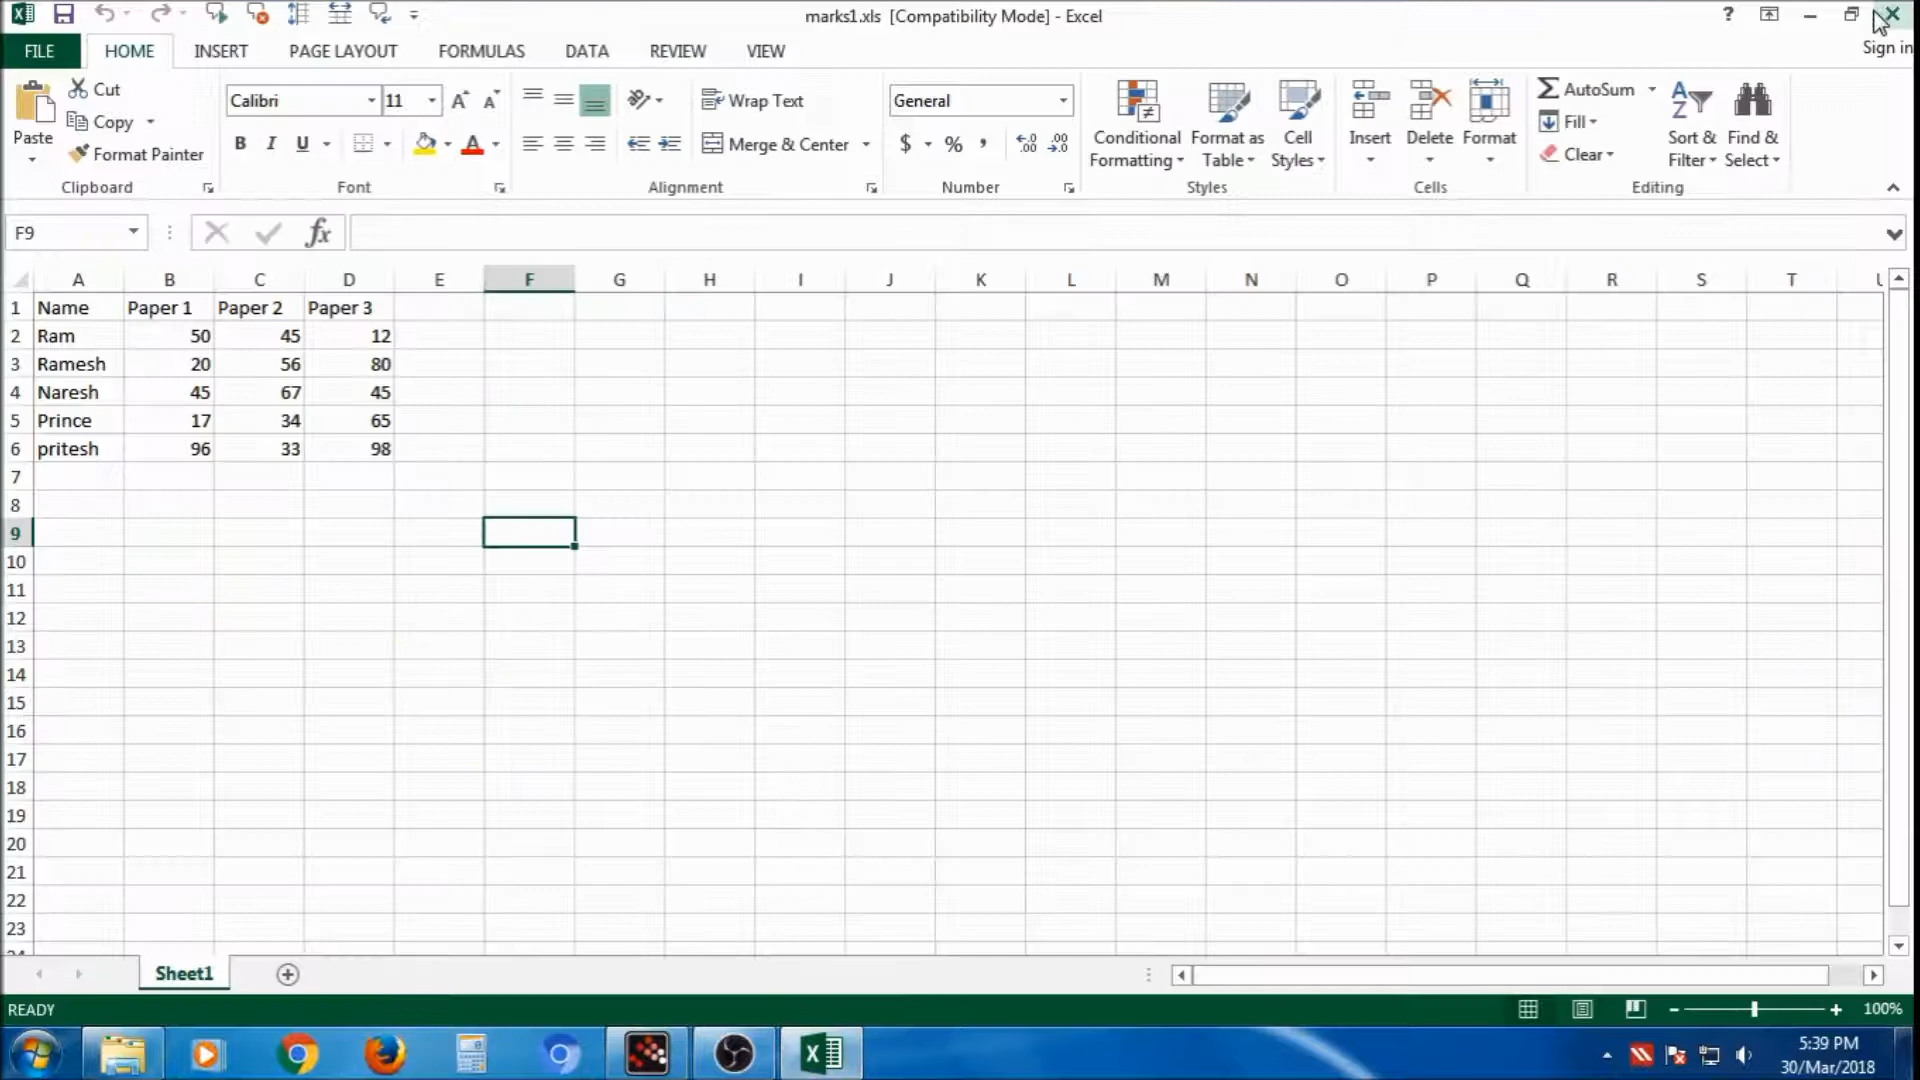 marks1.xls [Compatibility Mode] - Excel
?
Sign in
FILE HOME INSERT PAGE LAYOUT FORMULAS DATA REVIEW VIEW
Paste
Cut
Copy
Format Painter
Clipboard
Calibri 11
B I U
Font
Wrap Text
Merge & Center
Alignment
General
$ % ,
Number
Conditional Formatting
Format as Table
Cell Styles
Styles
Insert Delete Format
Cells
AutoSum
Fill
Clear
Sort & Filter
Find & Select
Editing
F9
fx
A B C D E F G H I J K L M N O P Q R S T
1 Name Paper 1 Paper 2 Paper 3
2 Ram 50 45 12
3 Ramesh 20 56 80
4 Naresh 45 67 45
5 Prince 17 34 65
6 pritesh 96 33 98
7
8
9
10
11
12
13
14
15
16
17
18
19
20
21
22
23
Sheet1
READY
100%
5:39 PM
30/Mar/2018